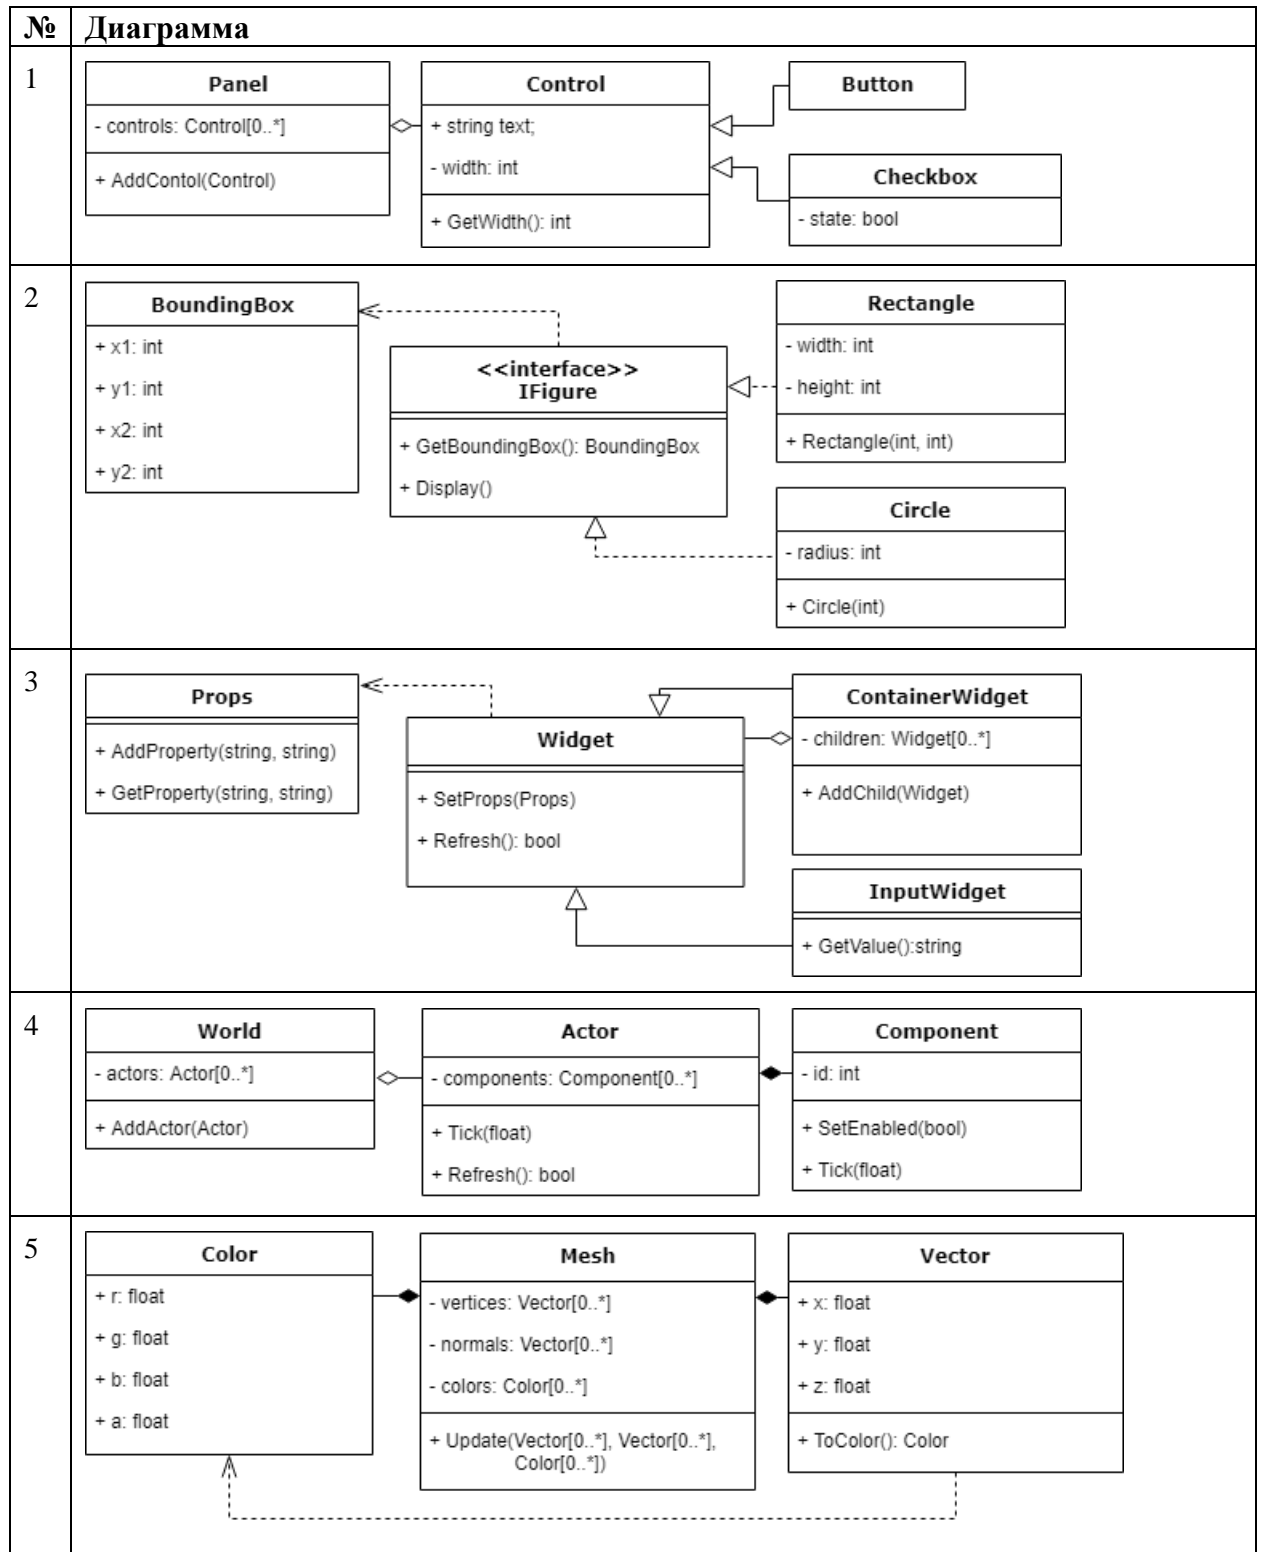 № Диаграмма
1
Panel
- controls: Control[0..*]
+ AddContol(Control)
Control
+ string text;
- width: int
+ GetWidth(): int
Button
Checkbox
- state: bool
2
BoundingBox
+ x1: int
+ y1: int
+ x2: int
+ y2: int
<<interface>>
IFigure
+ GetBoundingBox(): BoundingBox
+ Display()
Rectangle
- width: int
- height: int
+ Rectangle(int, int)
Circle
- radius: int
+ Circle(int)
3
Props
+ AddProperty(string, string)
+ GetProperty(string, string)
Widget
+ SetProps(Props)
+ Refresh(): bool
ContainerWidget
- children: Widget[0..*]
+ AddChild(Widget)
InputWidget
+ GetValue():string
4
World
- actors: Actor[0..*]
+ AddActor(Actor)
Actor
- components: Component[0..*]
+ Tick(float)
+ Refresh(): bool
Component
- id: int
+ SetEnabled(bool)
+ Tick(float)
5
Color
+ r: float
+ g: float
+ b: float
+ a: float
Mesh
- vertices: Vector[0..*]
- normals: Vector[0..*]
- colors: Color[0..*]
+ Update(Vector[0..*], Vector[0..*],
Color[0..*])
Vector
+ x: float
+ y: float
+ z: float
+ ToColor(): Color